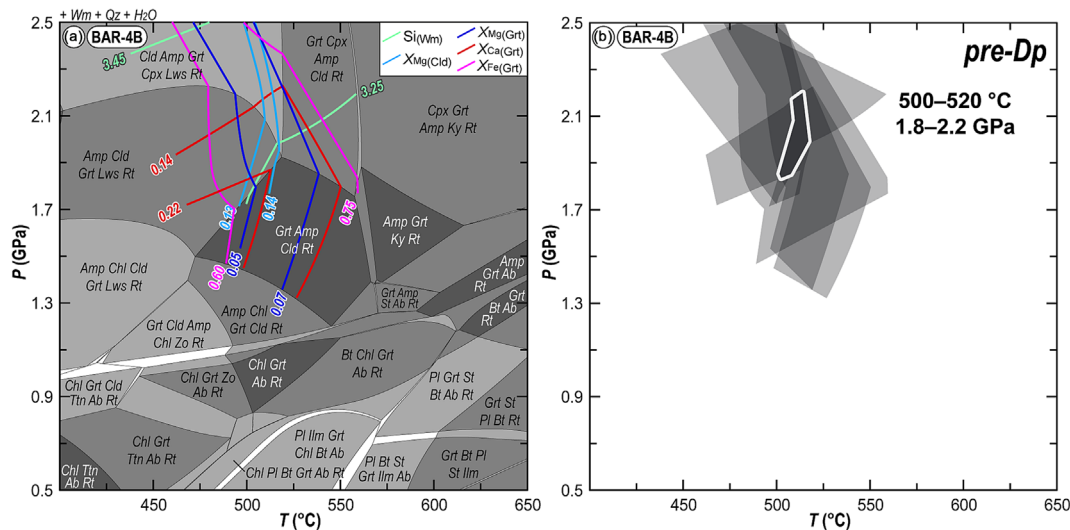 + Wm + Qz + H2O
(a) BAR-4B
Si(Wm)
XMg(Cld)
XMg(Grt)
XCa(Grt)
XFe(Grt)
3.45
Cld Amp Grt
Cpx Lws Rt
Grt Cpx
Amp
Cld Rt
3.25
Cpx Grt
Amp Ky Rt
Amp Cld
Grt Lws Rt
0.14
0.22
0.13
0.14
0.75
0.60
0.05
0.07
Grt Amp
Cld Rt
Amp Grt
Ky Rt
Amp Chl Cld
Grt Lws Rt
Amp
Grt Ab
Rt
Grt Amp
St Ab Rt
Grt
Bt Ab
Rt
Amp Chl
Grt Cld Rt
Grt Cld Amp
Chl Zo Rt
Chl Grt
Ab Rt
Bt Chl Grt
Ab Rt
Chl Grt Cld
Ttn Ab Rt
Chl Grt Zo
Ab Rt
Pl Grt St
Bt Ab Rt
Grt St
Pl Bt Rt
Chl Grt
Ttn Ab Rt
Pl Ilm Grt
Chl Bt Ab
Chl Ttn
Ab Rt
Chl Pl Bt Grt Ab Rt
Pl Bt St
Grt Ilm Ab
Grt Bt Pl
St Ilm
2.5
2.1
1.7
1.3
0.9
0.5
P (GPa)
450
500
550
600
650
T (°C)
(b) BAR-4B
pre-Dp
500–520 °C
1.8–2.2 GPa
2.5
2.1
1.7
1.3
0.9
0.5
P (GPa)
450
500
550
600
650
T (°C)